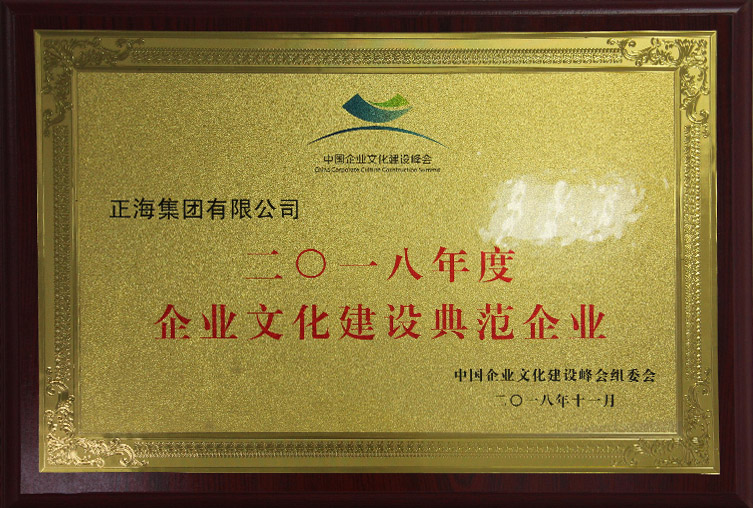 中国企业文化建设峰会
China Corporate Culture Construction Summit
正海集团有限公司
二〇一八年度
企业文化建设典范企业
中国企业文化建设峰会组委会
二〇一八年十一月